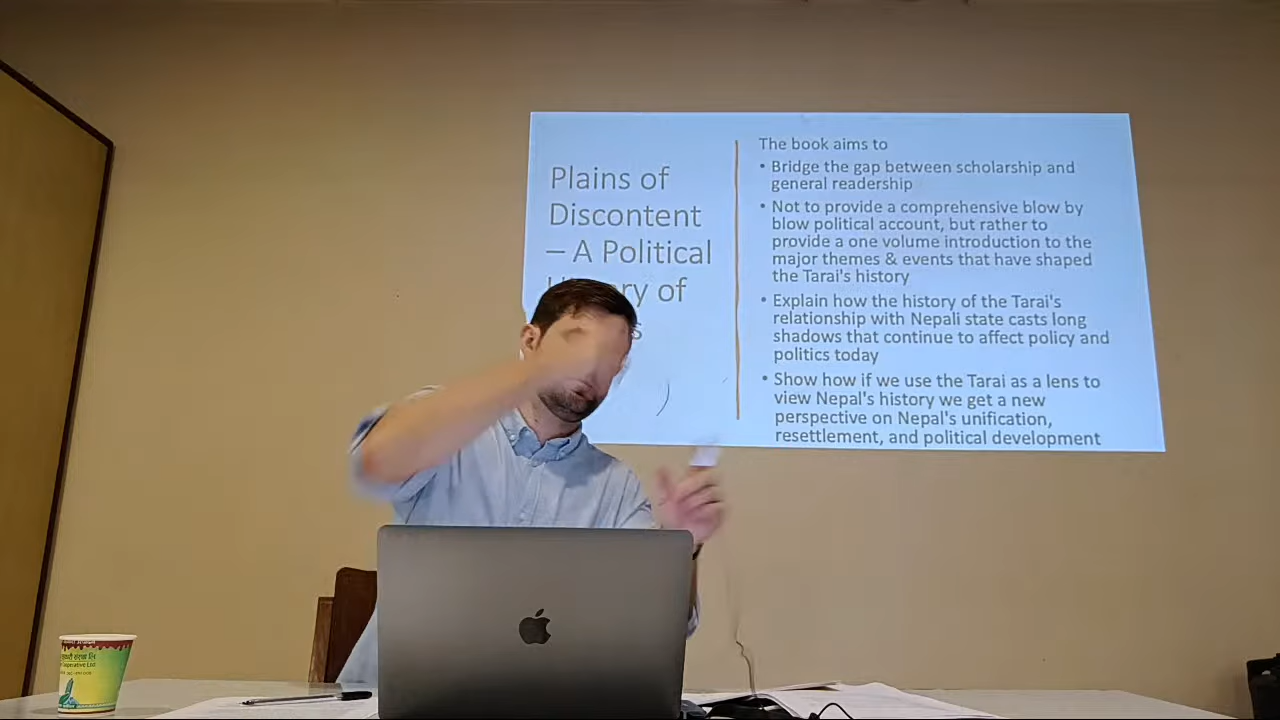 Plains of
Discontent
– A Political
ry of
The book aims to
• Bridge the gap between scholarship and
general readership
• Not to provide a comprehensive blow by
blow political account, but rather to
provide a one volume introduction to the
major themes & events that have shaped
the Tarai's history
• Explain how the history of the Tarai's
relationship with Nepali state casts long
shadows that continue to affect policy and
politics today
• Show how if we use the Tarai as a lens to
view Nepal's history we get a new
perspective on Nepal's unification,
resettlement, and political development